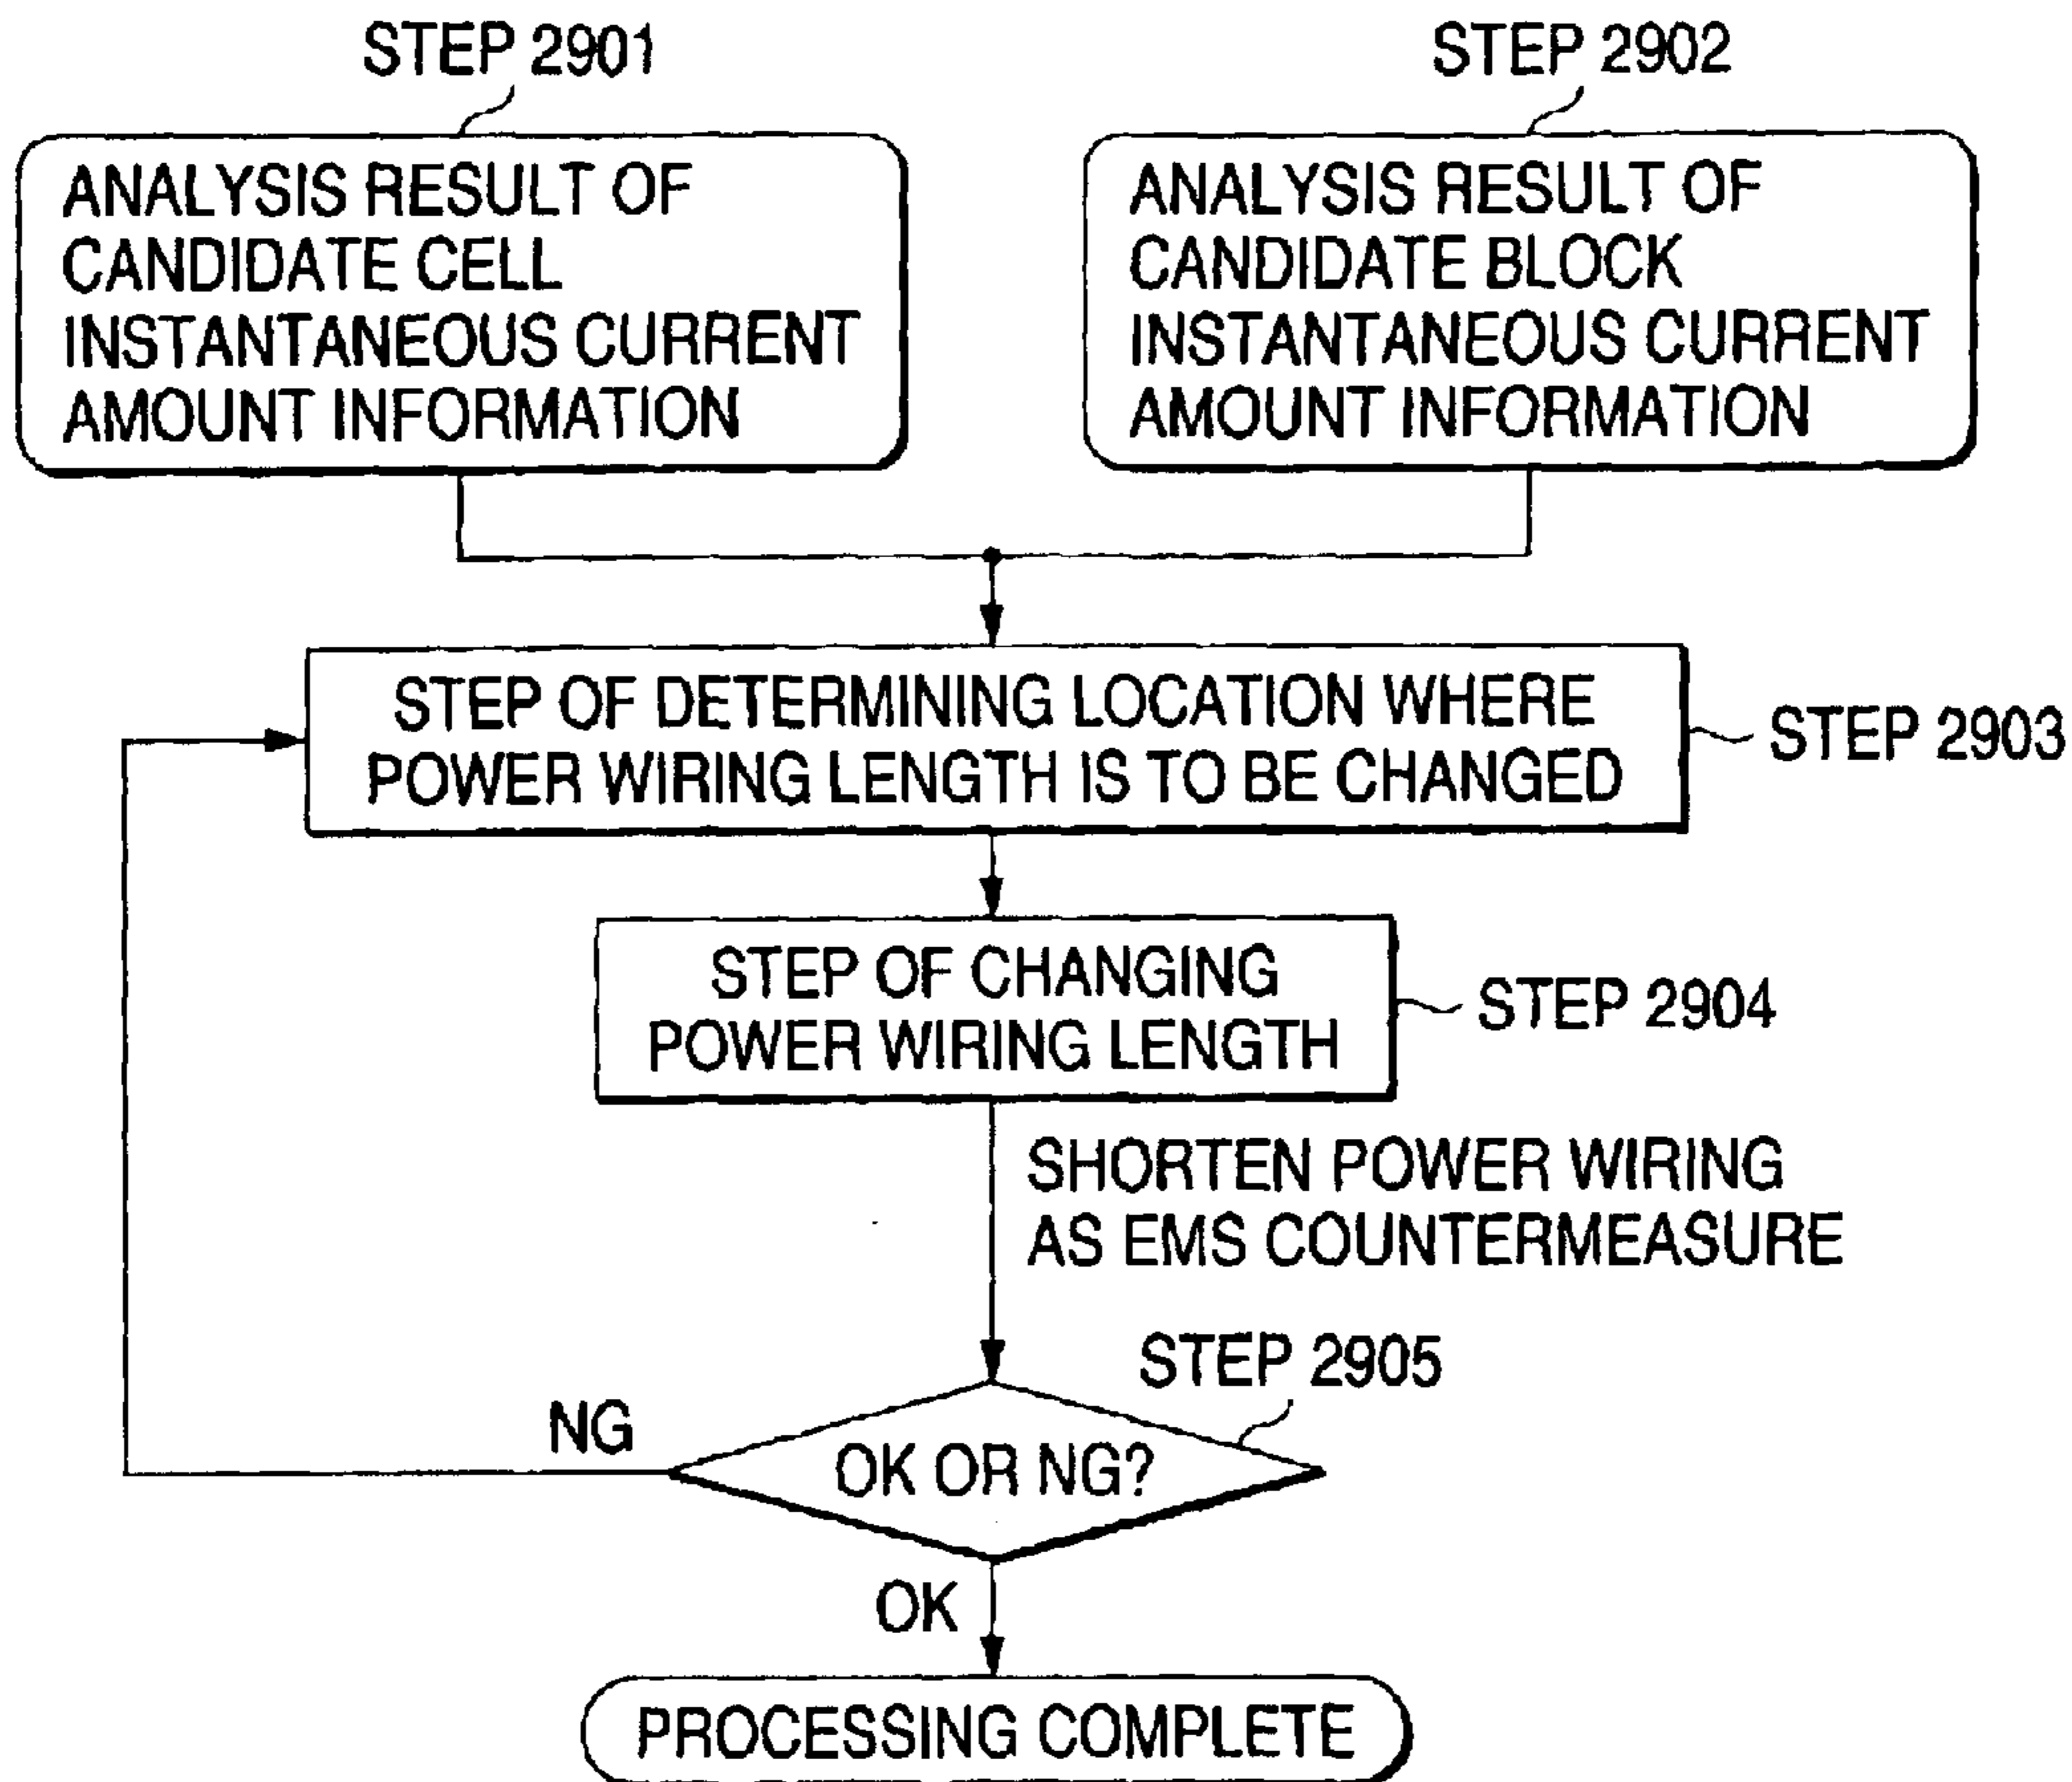 STEP 2901
STEP 2902
ANALYSIS RESULT OF
CANDIDATE CELL
INSTANTANEOUS CURRENT
AMOUNT INFORMATION
ANALYSIS RESULT OF
CANDIDATE BLOCK
INSTANTANEOUS CURRENT
AMOUNT INFORMATION
STEP OF DETERMINING LOCATION WHERE
POWER WIRING LENGTH IS TO BE CHANGED
STEP 2903
STEP OF CHANGING
POWER WIRING LENGTH
STEP 2904
SHORTEN POWER WIRING
AS EMS COUNTERMEASURE
STEP 2905
NG
OK OR NG?
OK
PROCESSING COMPLETE